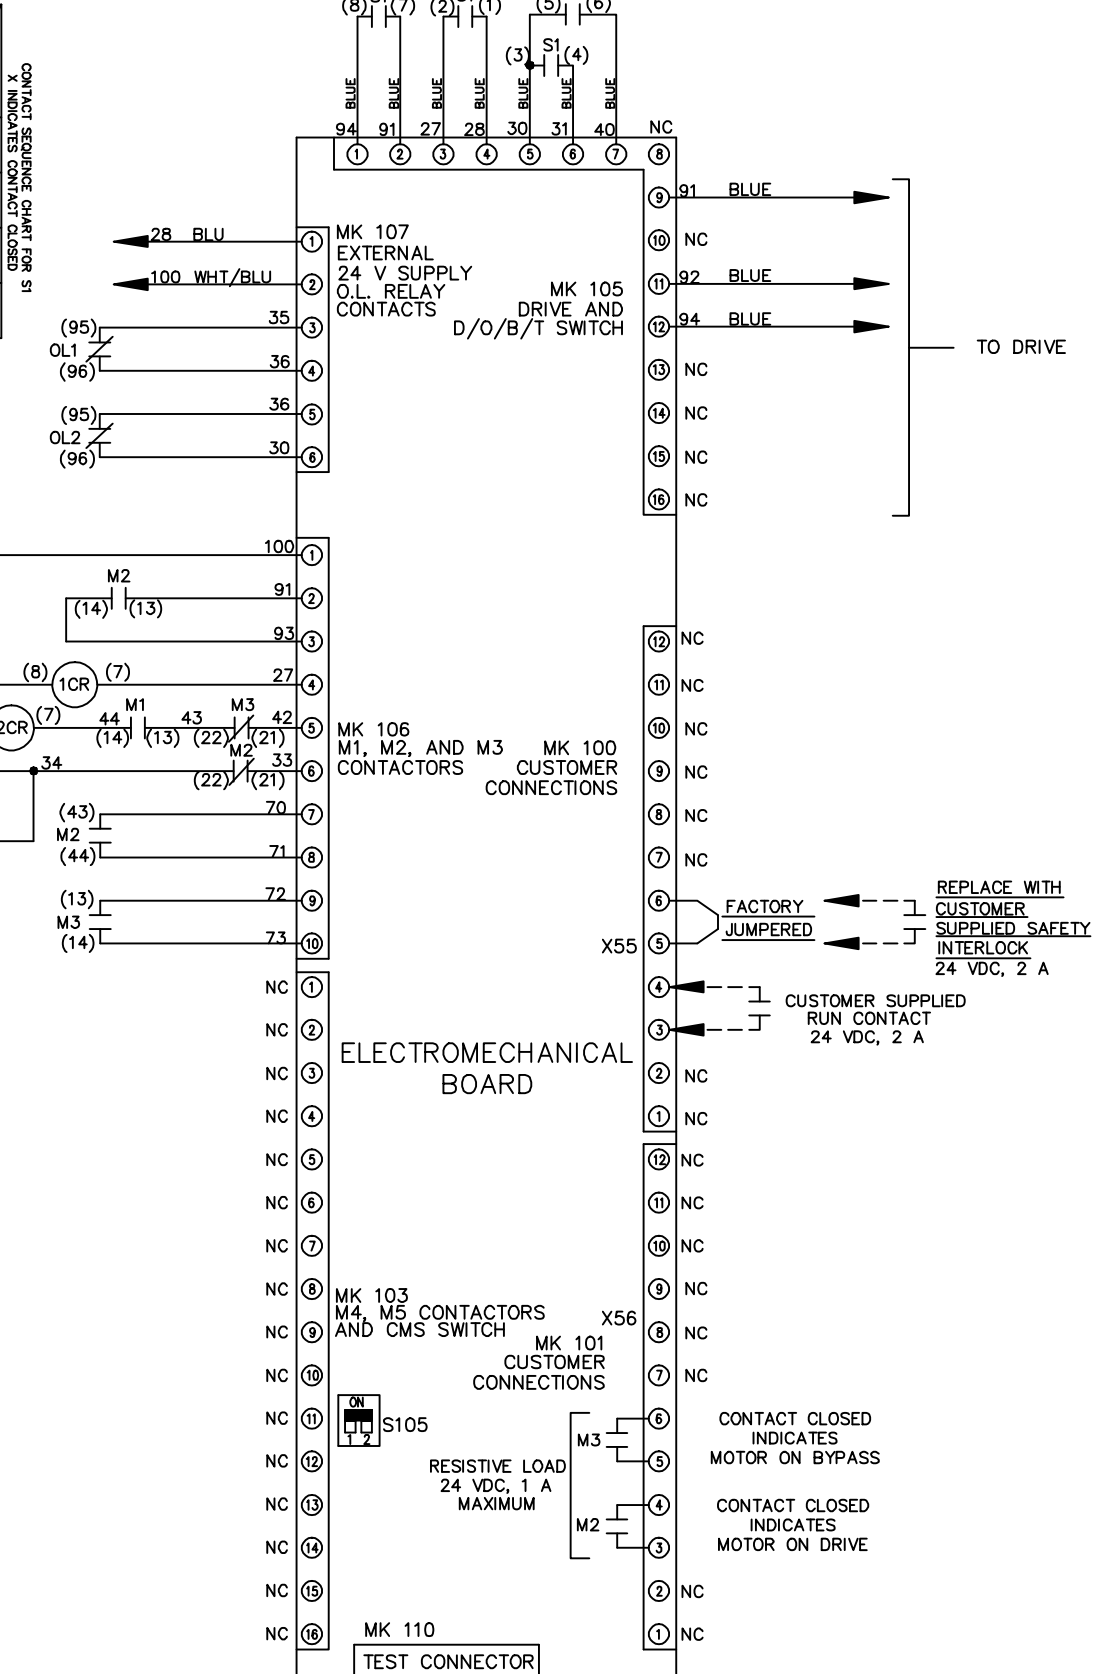 (8) (7) (2) (1) (5) (6)
(3) S1 (4)
BLUE BLUE BLUE BLUE BLUE BLUE BLUE
94 91 27 28 30 31 40 NC
1 2 3 4 5 6 7 8
CONTACT SEQUENCE CHART FOR S1
X INDICATES CONTACT CLOSED
9 91 BLUE
10 NC
11 92 BLUE
12 94 BLUE
13 NC
14 NC
15 NC
16 NC
TO DRIVE
MK 105
DRIVE AND
D/O/B/T SWITCH
28 BLU 1
100 WHT/BLU 2
(95) 35 3
OL1
(96) 36 4
(95) 36 5
OL2
(96) 30 6
MK 107
EXTERNAL
24 V SUPPLY
O.L. RELAY
CONTACTS
100 1
M2
(14) (13) 91 2
93 3
(8) 1CR (7) 27 4
2CR (7) 44 M1 43 M3 42 5
(14) (13) (22) (21)
34 M2 33 6
(22) (21)
(43) 70 7
M2
(44) 71 8
(13) 72 9
M3
(14) 73 10
MK 106
M1, M2, AND M3
CONTACTORS
MK 100
CUSTOMER
CONNECTIONS
12 NC
11 NC
10 NC
9 NC
8 NC
7 NC
6
X55 5
4
3
2 NC
1 NC
FACTORY
JUMPERED
REPLACE WITH
CUSTOMER
SUPPLIED SAFETY
INTERLOCK
24 VDC, 2 A
CUSTOMER SUPPLIED
RUN CONTACT
24 VDC, 2 A
ELECTROMECHANICAL
BOARD
NC 1
NC 2
NC 3
NC 4
NC 5
NC 6
NC 7
NC 8
NC 9
NC 10
NC 11
NC 12
NC 13
NC 14
NC 15
NC 16
MK 103
M4, M5 CONTACTORS
AND CMS SWITCH
ON
1 2
S105
12 NC
11 NC
10 NC
9 NC
X56
8 NC
7 NC
6
5
4
3
2 NC
1 NC
MK 101
CUSTOMER
CONNECTIONS
M3
RESISTIVE LOAD
24 VDC, 1 A
MAXIMUM
M2
CONTACT CLOSED
INDICATES
MOTOR ON BYPASS
CONTACT CLOSED
INDICATES
MOTOR ON DRIVE
MK 110
TEST CONNECTOR